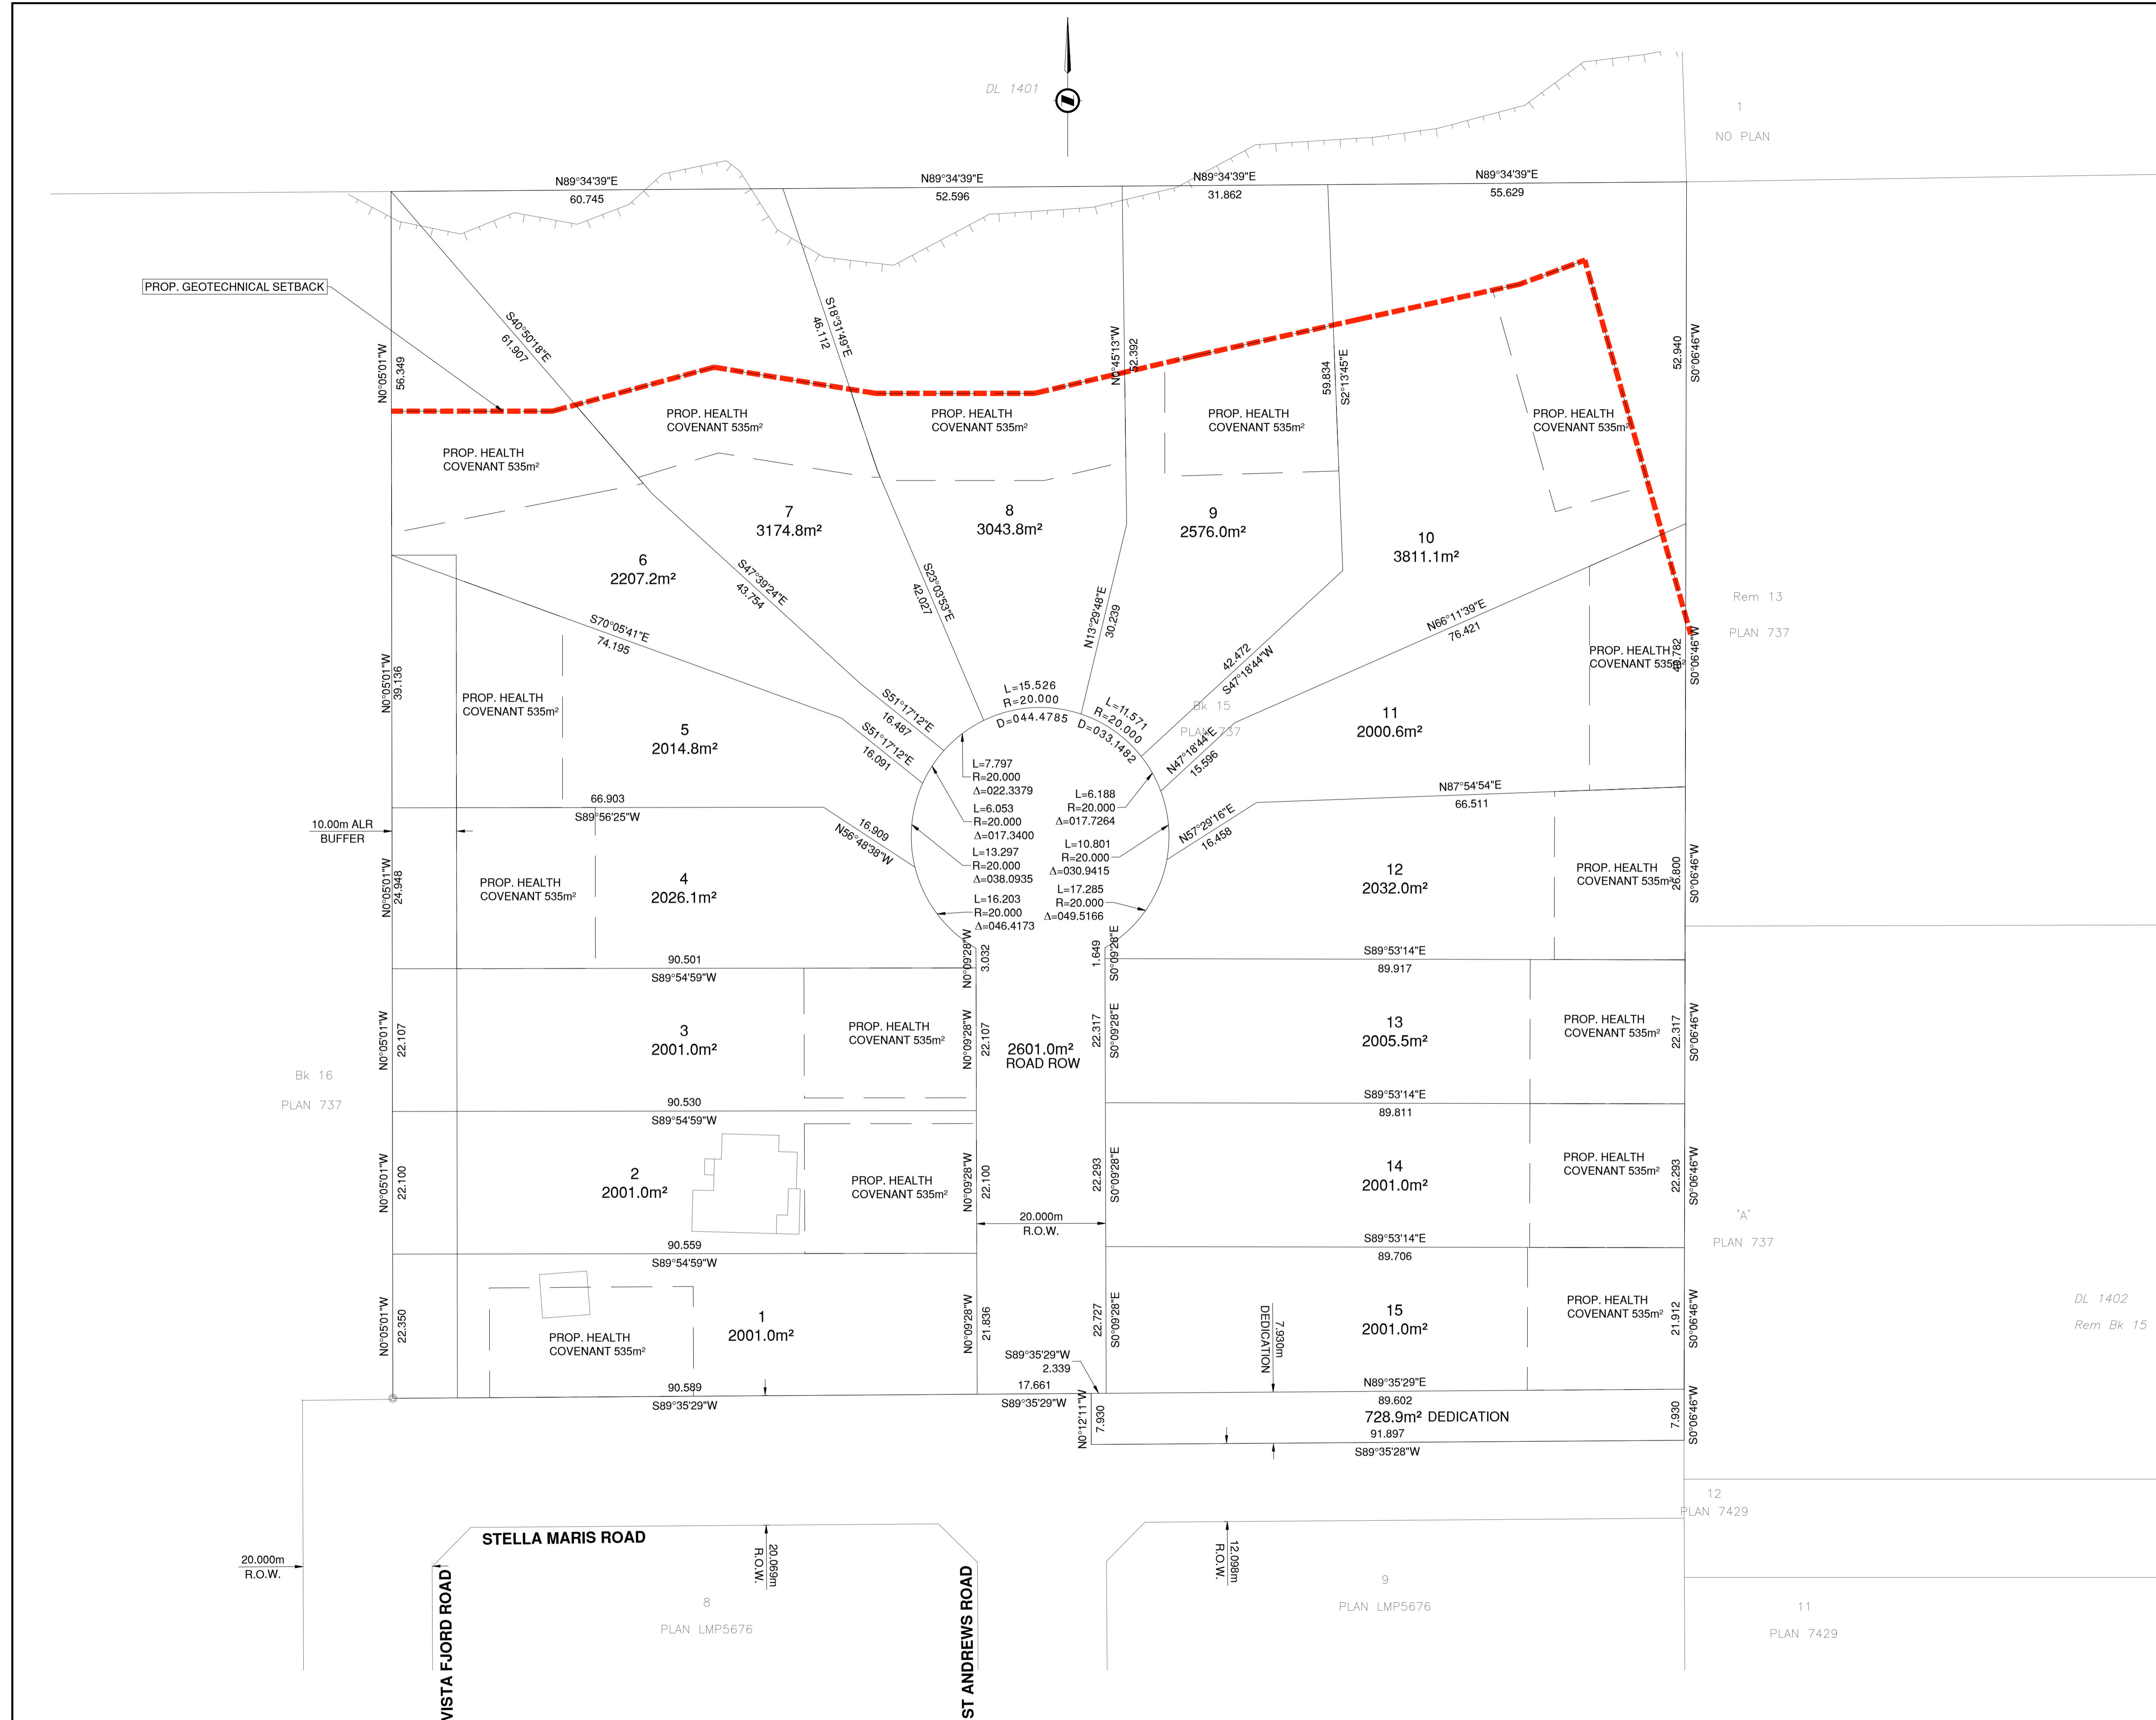 DL 1401
1
NO PLAN
N89°34'39"E
60.745
N89°34'39"E
52.596
N89°34'39"E
31.862
N89°34'39"E
55.629
PROP. GEOTECHNICAL SETBACK
N0°05'01"W
56.349
S40°50'18"E
61.907
S18°31'49"E
46.112
N0°45'13"W
52.392
59.834
S2°13'45"E
52.940
S0°06'46"W
PROP. HEALTH
COVENANT 535m²
PROP. HEALTH
COVENANT 535m²
PROP. HEALTH
COVENANT 535m²
PROP. HEALTH
COVENANT 535m²
PROP. HEALTH
COVENANT 535m²
6
2207.2m²
7
3174.8m²
8
3043.8m²
9
2576.0m²
10
3811.1m²
S47°39'24"E
43.754
S23°03'53"E
42.027
N13°29'48"E
30.239
42.472
S47°18'44"W
N66°11'39"E
76.421
Rem 13
PLAN 737
S70°05'41"E
74.195
N0°05'01"W
39.136
PROP. HEALTH
COVENANT 535m²
5
2014.8m²
S51°17'12"E
16.487
S51°17'12"E
16.091
L=15.526
R=20.000
D=044.4785
L=11.571
R=20.000
D=033.1482
Bk 15
PLAN 737
N47°18'44"E
15.596
11
2000.6m²
PROP. HEALTH
COVENANT 535m²
S0°06'46"W
L=7.797
R=20.000
Δ=022.3379
L=6.053
R=20.000
Δ=017.3400
L=13.297
R=20.000
Δ=038.0935
L=16.203
R=20.000
Δ=046.4173
L=6.188
R=20.000
Δ=017.7264
L=10.801
R=20.000
Δ=030.9415
L=17.285
R=20.000
Δ=049.5166
66.903
S89°56'25"W
16.909
N56°48'38"W
N57°29'16"E
16.458
N87°54'54"E
66.511
10.00m ALR
BUFFER
N0°05'01"W
24.948
PROP. HEALTH
COVENANT 535m²
4
2026.1m²
12
2032.0m²
PROP. HEALTH
COVENANT 535m²
26.800
S0°06'46"W
90.501
S89°54'59"W
N0°09'28"W
3.032
1.649
S0°09'28"E
S89°53'14"E
89.917
N0°05'01"W
22.107
3
2001.0m²
PROP. HEALTH
COVENANT 535m²
N0°09'28"W
22.107
2601.0m²
ROAD ROW
22.317
S0°09'28"E
13
2005.5m²
PROP. HEALTH
COVENANT 535m²
22.317
S0°06'46"W
Bk 16
PLAN 737
90.530
S89°54'59"W
S89°53'14"E
89.811
N0°05'01"W
22.100
2
2001.0m²
PROP. HEALTH
COVENANT 535m²
N0°09'28"W
22.100
22.293
S0°09'28"E
14
2001.0m²
PROP. HEALTH
COVENANT 535m²
22.293
S0°06'46"W
20.000m
R.O.W.
'A'
PLAN 737
90.559
S89°54'59"W
S89°53'14"E
89.706
N0°05'01"W
22.350
1
2001.0m²
PROP. HEALTH
COVENANT 535m²
N0°09'28"W
21.836
22.727
S0°09'28"E
7.930m
DEDICATION
15
2001.0m²
PROP. HEALTH
COVENANT 535m²
21.912
S0°06'46"W
DL 1402
Rem Bk 15
S89°35'29"W
2.339
90.589
S89°35'29"W
17.661
S89°35'29"W
N0°12'11"W
7.930
N89°35'29"E
89.602
728.9m² DEDICATION
91.897
S89°35'28"W
7.930
S0°06'46"W
12
PLAN 7429
STELLA MARIS ROAD
20.000m
R.O.W.
20.069m
R.O.W.
12.098m
R.O.W.
VISTA FJORD ROAD
8
PLAN LMP5676
ST ANDREWS ROAD
9
PLAN LMP5676
11
PLAN 7429